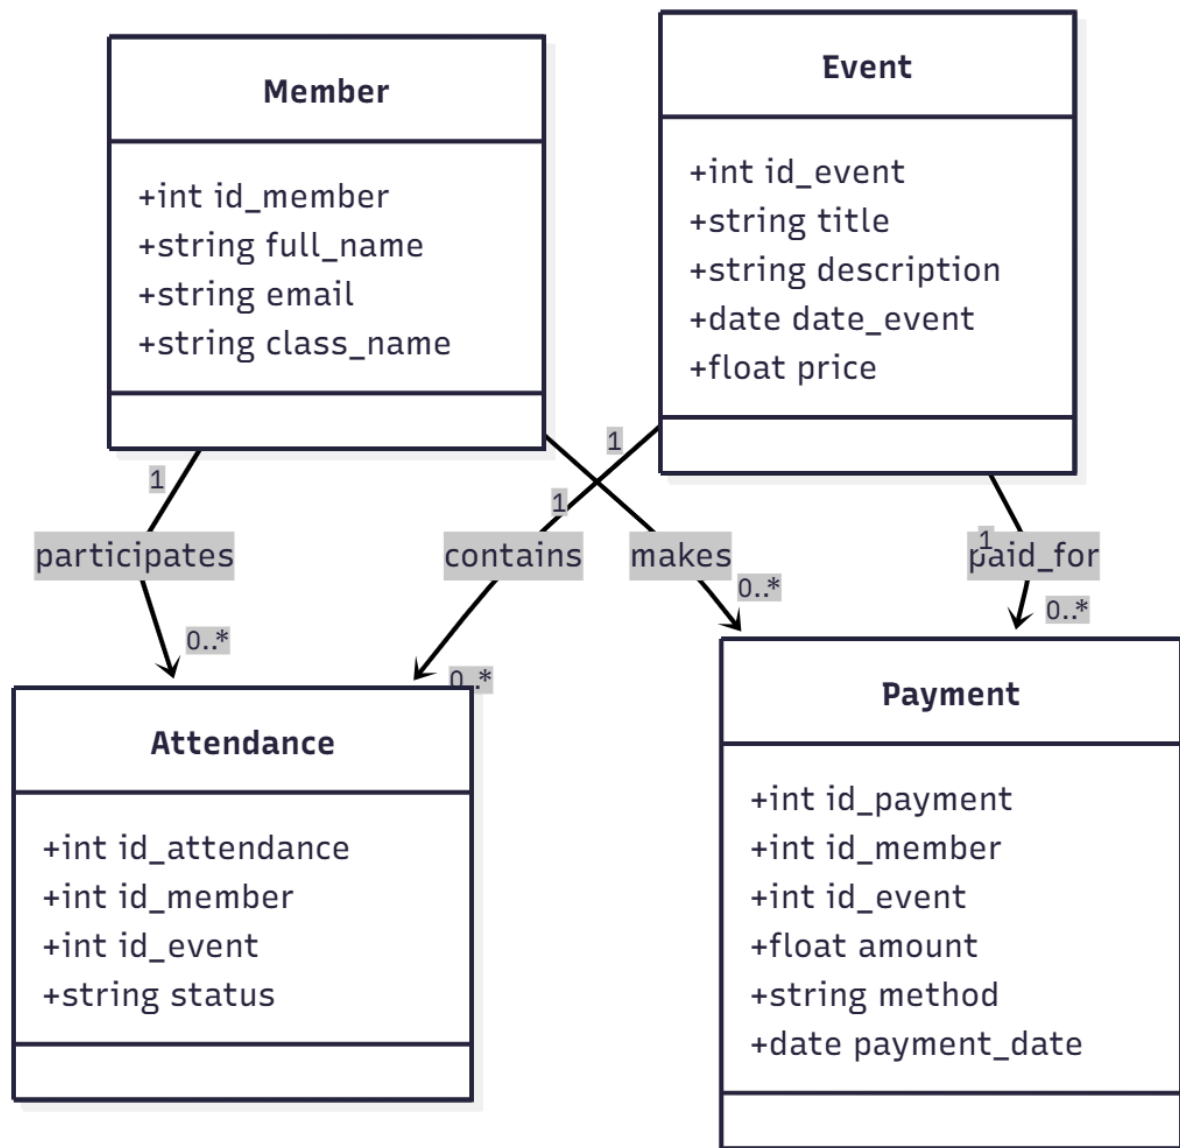 Member
+int id_member
+string full_name
+string email
+string class_name
Event
+int id_event
+string title
+string description
+date date_event
+float price
1
1
1
participates
contains
makes
1
paid_for
0..*
0..*
0..*
0..*
Attendance
+int id_attendance
+int id_member
+int id_event
+string status
Payment
+int id_payment
+int id_member
+int id_event
+float amount
+string method
+date payment_date